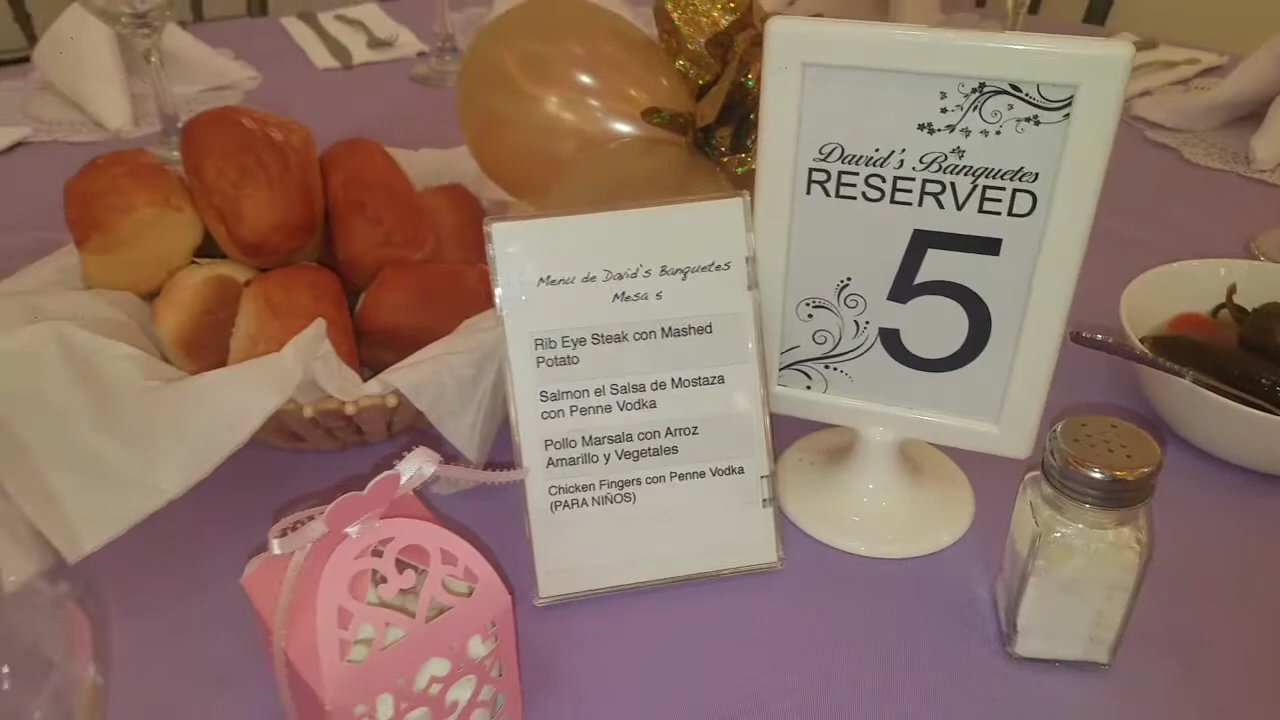 Menu de David's Banquetes
Mesa 5
Rib Eye Steak con Mashed
Potato
Salmon el Salsa de Mostaza
con Penne Vodka
Pollo Marsala con Arroz
Amarillo y Vegetales
Chicken Fingers con Penne Vodka
(PARA NIÑOS)
David's Banquetes
RESERVED
5